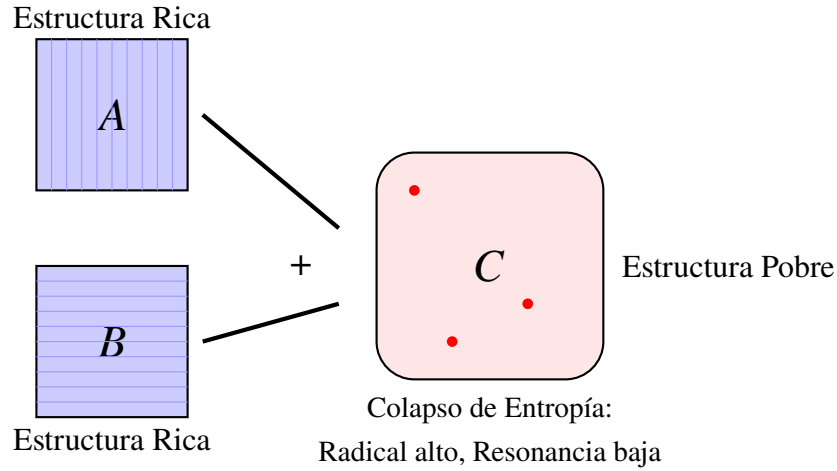 Estructura Rica
A
+
B
Estructura Rica
C
Estructura Pobre
Colapso de Entropía:
Radical alto, Resonancia baja